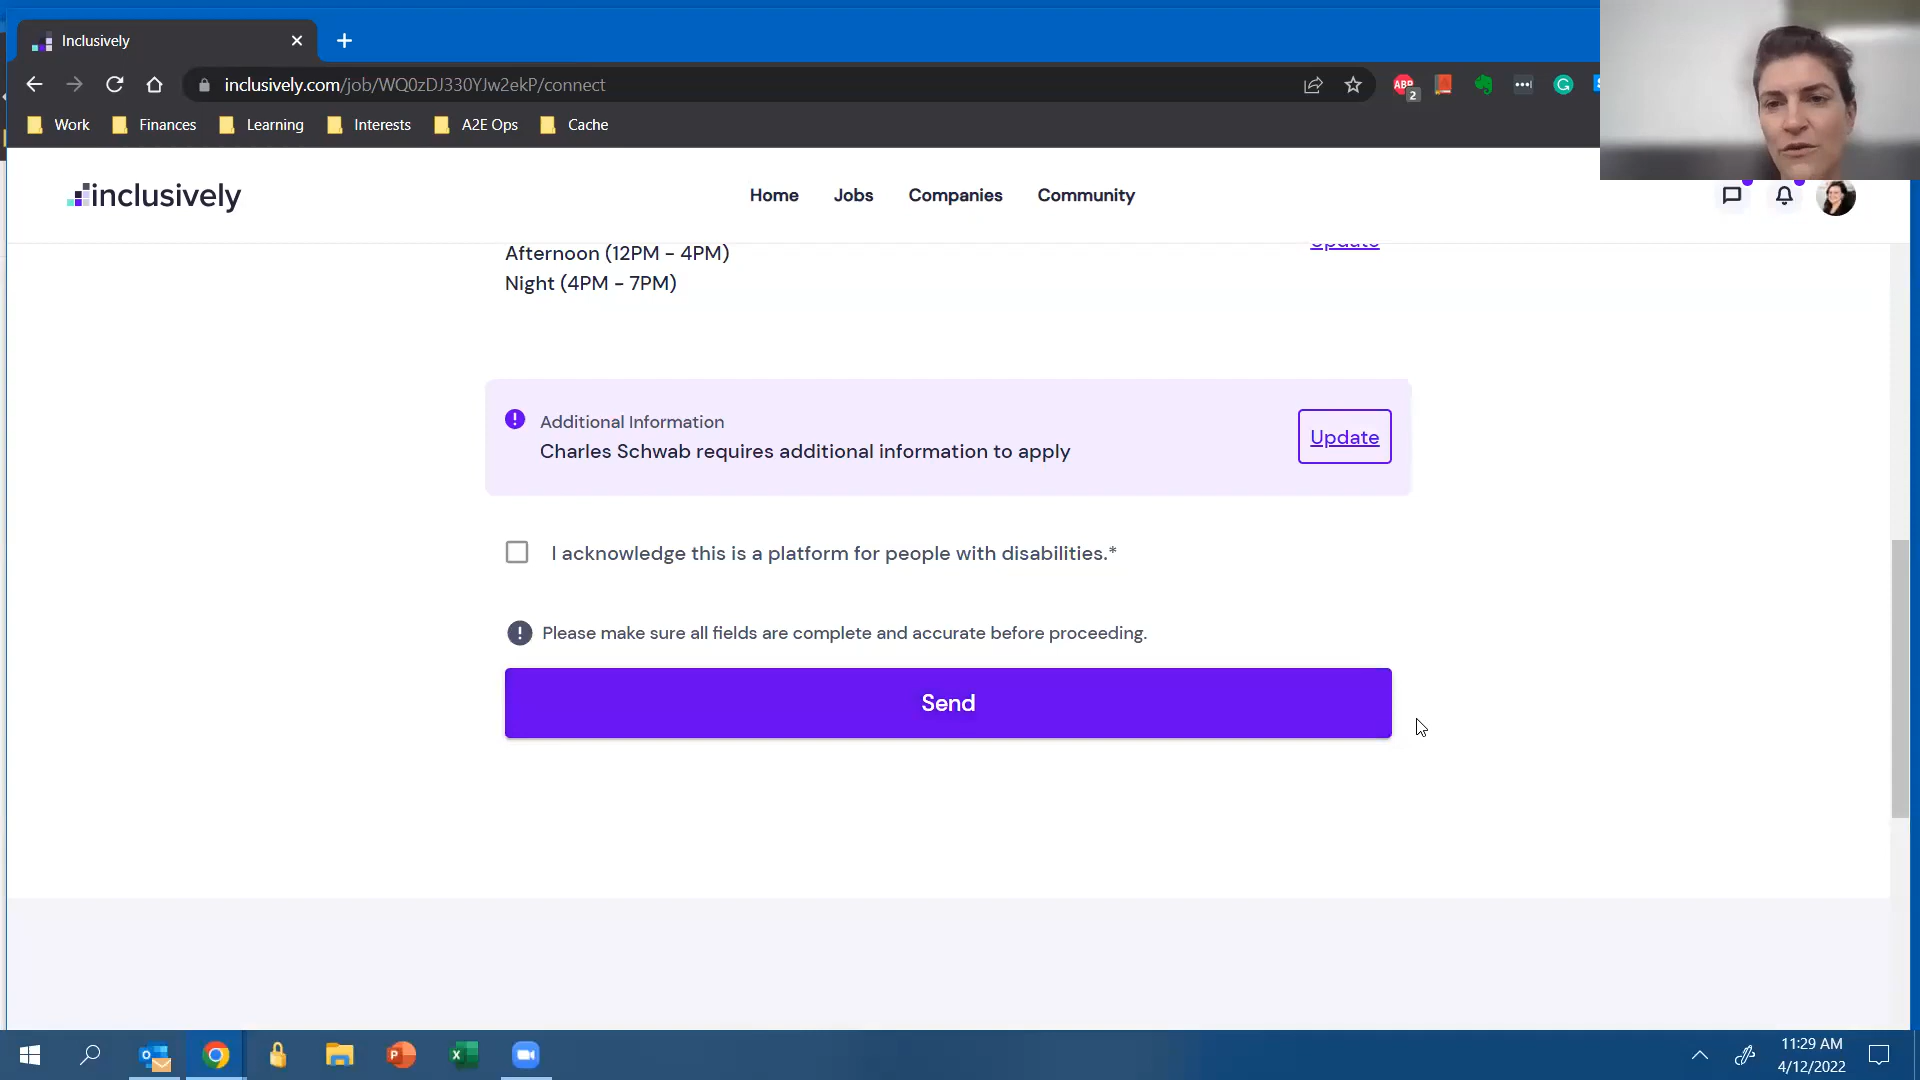 Inclusively
inclusively.com/job/WQ0zDJ330YJw2ekP/connect
ABP
2
G
Work
Finances
Learning
Interests
A2E Ops
Cache
inclusively
Home
Jobs
Companies
Community
Afternoon (12PM - 4PM)
Update
Night (4PM - 7PM)
Additional Information
Charles Schwab requires additional information to apply
Update
I acknowledge this is a platform for people with disabilities.*
Please make sure all fields are complete and accurate before proceeding.
Send
11:29 AM
4/12/2022